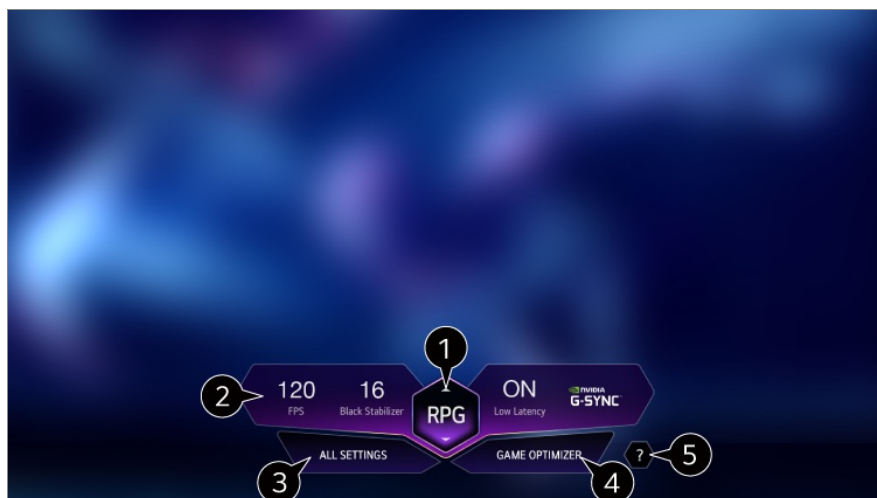 1
2
120
FPS
16
Black Stabilizer
RPG
ON
Low Latency
NVIDIA
G-SYNC
ALL SETTINGS
GAME OPTIMIZER
?
5
3
4